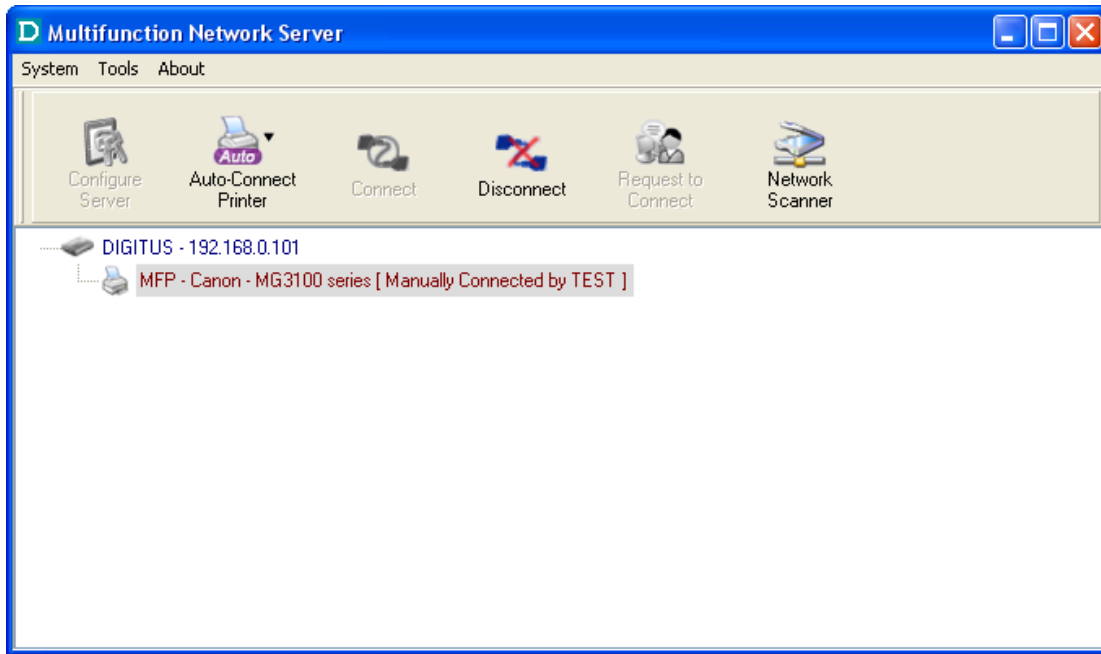 D Multifunction Network Server
System Tools About
Auto
Configure Server
Auto-Connect Printer
Connect
Disconnect
Request to Connect
Network Scanner
DIGITUS - 192.168.0.101
MFP - Canon - MG3100 series [ Manually Connected by TEST ]